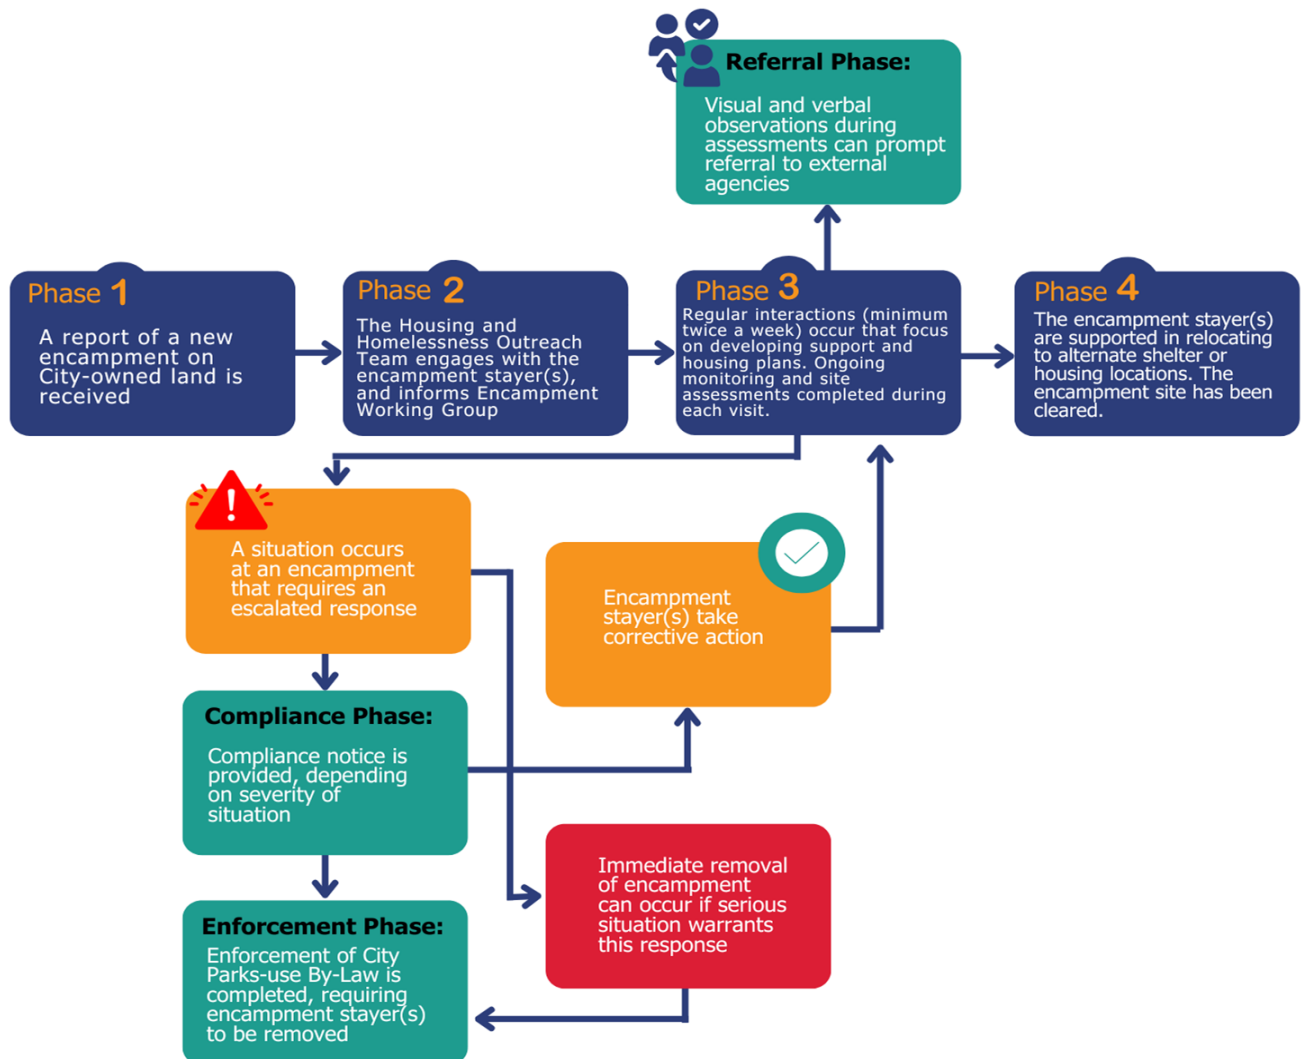 Referral Phase:
Visual and verbal
observations during
assessments can prompt
referral to external
agencies
Phase 1
A report of a new
encampment on
City-owned land is
received
Phase 2
The Housing and
Homelessness Outreach
Team engages with the
encampment stayer(s),
and informs Encampment
Working Group
Phase 3
Regular interactions (minimum
twice a week) occur that focus
on developing support and
housing plans. Ongoing
monitoring and site
assessments completed during
each visit.
Phase 4
The encampment stayer(s)
are supported in relocating
to alternate shelter or
housing locations. The
encampment site has been
cleared.
A situation occurs
at an encampment
that requires an
escalated response
Encampment
stayer(s) take
corrective action
Compliance Phase:
Compliance notice is
provided, depending
on severity of
situation
Immediate removal
of encampment
can occur if serious
situation warrants
this response
Enforcement Phase:
Enforcement of City
Parks-use By-Law is
completed, requiring
encampment stayer(s)
to be removed